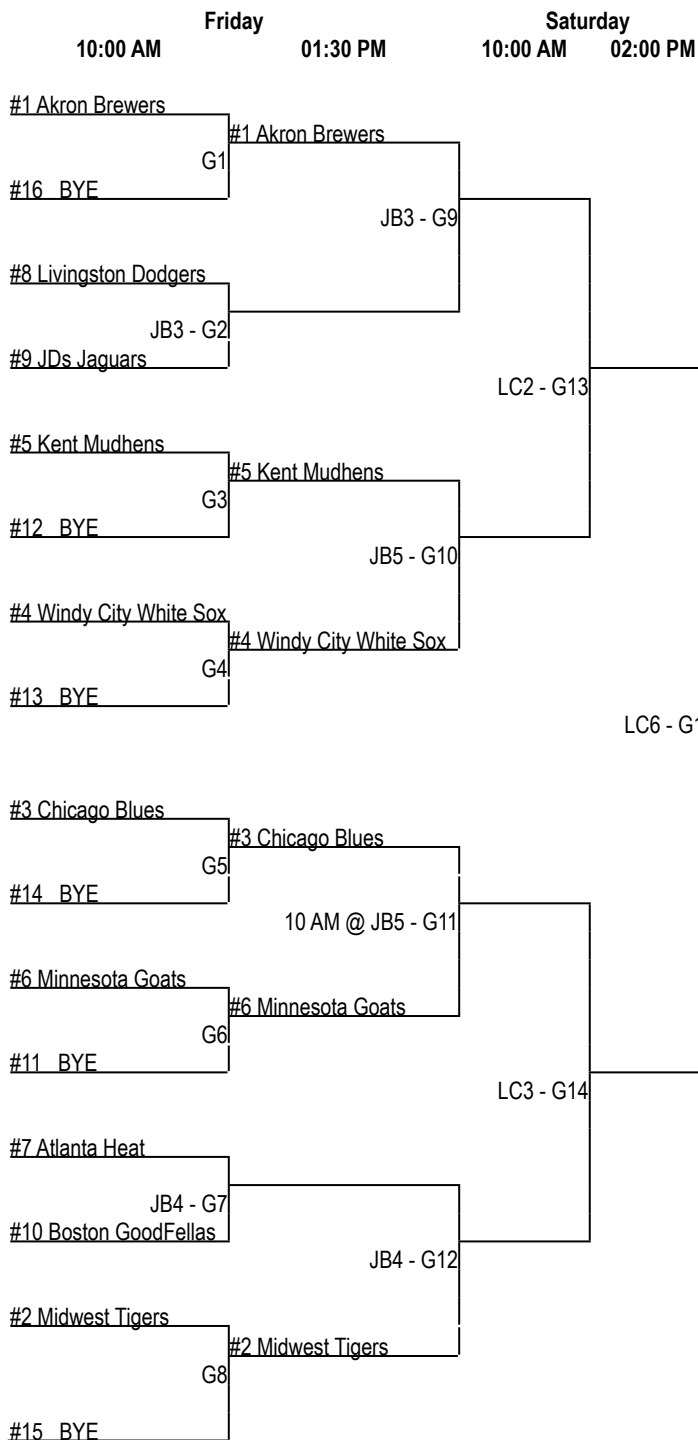 Friday Saturday
10:00 AM 01:30 PM 10:00 AM 02:00 PM
#1 Akron Brewers
#1 Akron Brewers
G1
#16 BYE
JB3 - G9
#8 Livingston Dodgers
JB3 - G2
#9 JDs Jaguars
LC2 - G13
#5 Kent Mudhens
#5 Kent Mudhens
G3
#12 BYE
JB5 - G10
#4 Windy City White Sox
#4 Windy City White Sox
G4
#13 BYE
LC6 - G1
#3 Chicago Blues
#3 Chicago Blues
G5
#14 BYE
10 AM @ JB5 - G11
#6 Minnesota Goats
#6 Minnesota Goats
G6
#11 BYE
LC3 - G14
#7 Atlanta Heat
JB4 - G7
#10 Boston GoodFellas
JB4 - G12
#2 Midwest Tigers
#2 Midwest Tigers
G8
#15 BYE